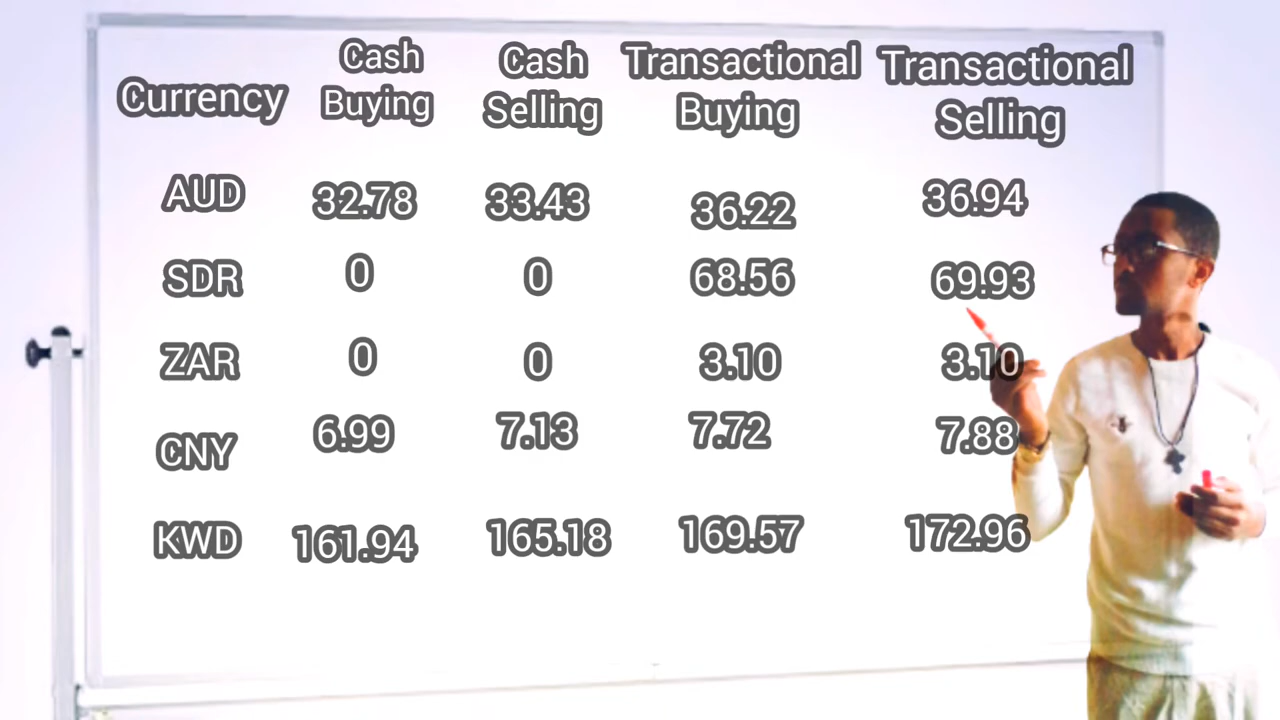 Currency Cash Buying Cash Selling Transactional Buying Transactional Selling
AUD 32.78 33.43 36.22 36.94
SDR 0 0 68.56 69.93
ZAR 0 0 3.10 3.10
CNY 6.99 7.13 7.72 7.88
KWD 161.94 165.18 169.57 172.96